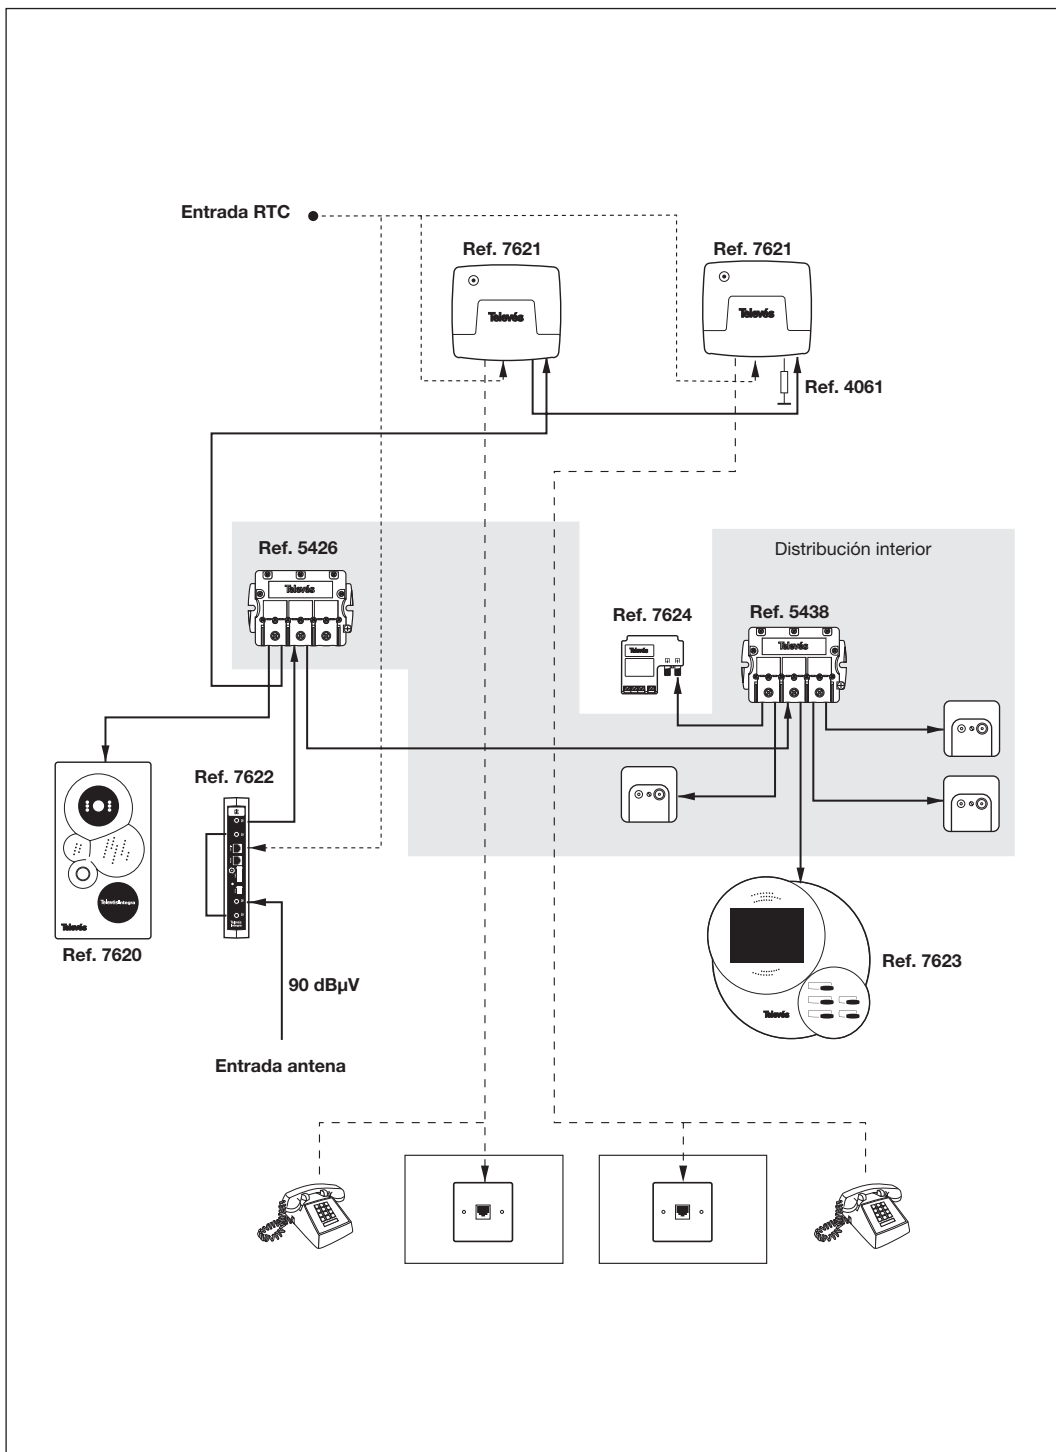 Entrada RTC
Ref. 7621
Ref. 7621
Televés
Televés
Ref. 4061
Ref. 5426
Distribución interior
Televés
Ref. 7624
Ref. 5438
Televés
Televés
Ref. 7622
TelevésIntegra
Televés
Ref. 7620
Ref. 7623
90 dBµV
Televés
Entrada antena